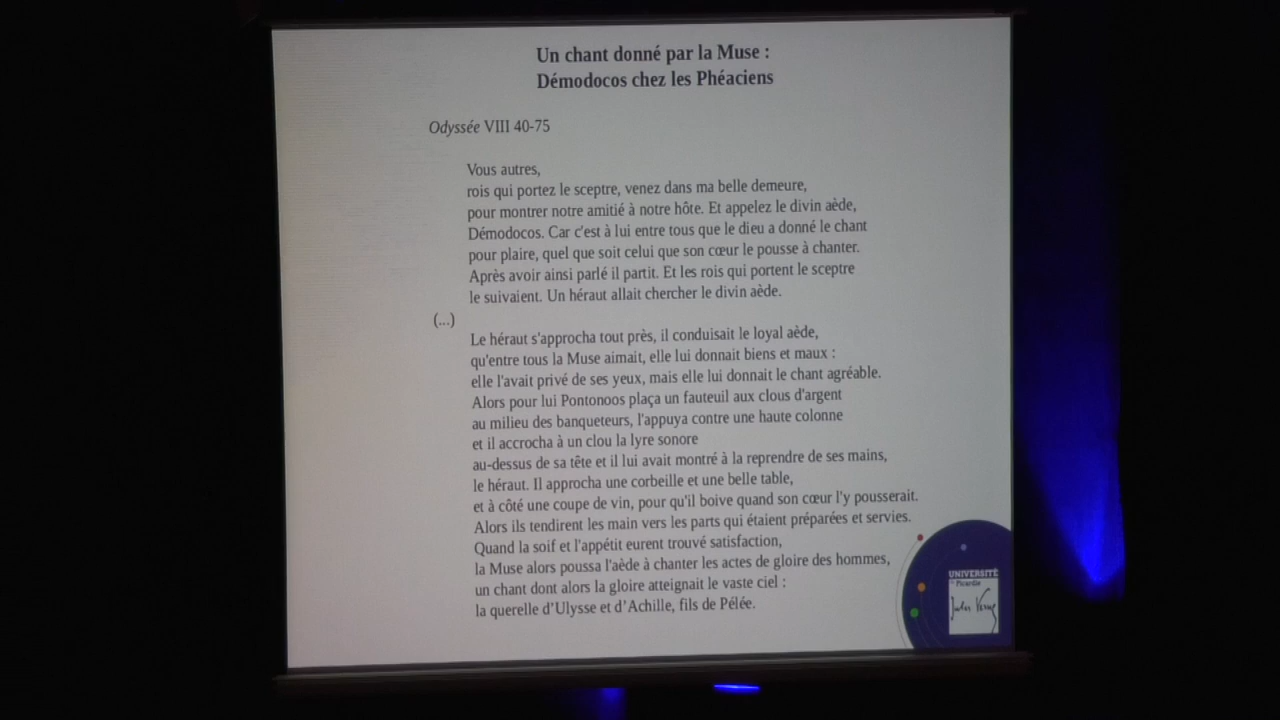 Un chant donné par la Muse :
Démodocos chez les Phéaciens
Odyssée VIII 40-75
Vous autres,
rois qui portez le sceptre, venez dans ma belle demeure,
pour montrer notre amitié à notre hôte. Et appelez le divin aède,
Démodocos. Car c'est à lui entre tous que le dieu a donné le chant
pour plaire, quel que soit celui que son cœur le pousse à chanter.
Après avoir ainsi parlé il partit. Et les rois qui portent le sceptre
le suivaient. Un héraut allait chercher le divin aède.
(...)
Le héraut s'approcha tout près, il conduisait le loyal aède,
qu'entre tous la Muse aimait, elle lui donnait biens et maux :
elle l'avait privé de ses yeux, mais elle lui donnait le chant agréable.
Alors pour lui Pontonoos plaça un fauteuil aux clous d'argent
au milieu des banqueteurs, l'appuya contre une haute colonne
et il accrocha à un clou la lyre sonore
au-dessus de sa tête et il lui avait montré à la reprendre de ses mains,
le héraut. Il approcha une corbeille et une belle table,
et à côté une coupe de vin, pour qu'il boive quand son cœur l'y pousserait.
Alors ils tendirent les main vers les parts qui étaient préparées et servies.
Quand la soif et l'appétit eurent trouvé satisfaction,
la Muse alors poussa l'aède à chanter les actes de gloire des hommes,
un chant dont alors la gloire atteignait le vaste ciel :
la querelle d'Ulysse et d'Achille, fils de Pélée.
UNIVERSITÉ
de Picardie
Jules Verne